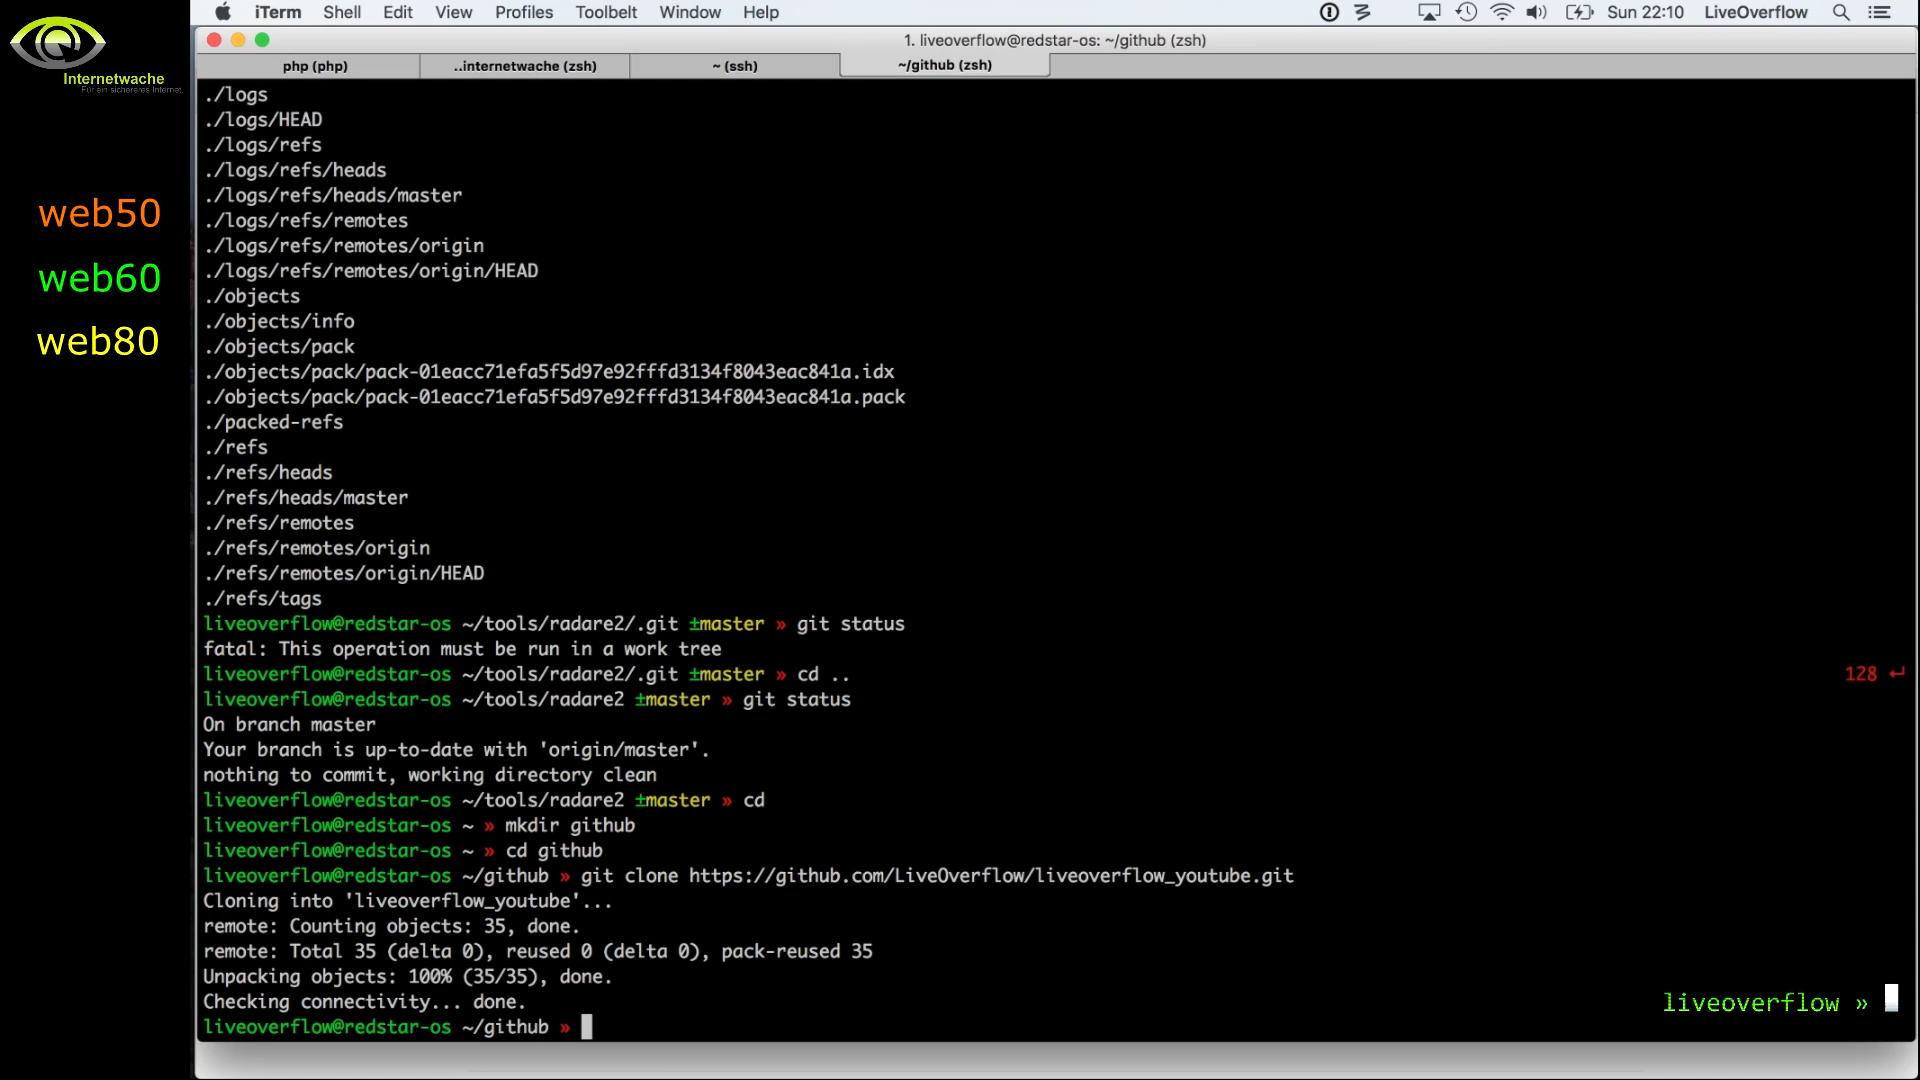 iTerm Shell Edit View Profiles Toolbelt Window Help
Sun 22:10 LiveOverflow
Internetwache
Für ein sichereres Internet.
1. liveoverflow@redstar-os: ~/github (zsh)
php (php) ..internetwache (zsh) ~ (ssh) ~/github (zsh)
web50
web60
web80
./logs
./logs/HEAD
./logs/refs
./logs/refs/heads
./logs/refs/heads/master
./logs/refs/remotes
./logs/refs/remotes/origin
./logs/refs/remotes/origin/HEAD
./objects
./objects/info
./objects/pack
./objects/pack/pack-01eacc71efa5f5d97e92fffd3134f8043eac841a.idx
./objects/pack/pack-01eacc71efa5f5d97e92fffd3134f8043eac841a.pack
./packed-refs
./refs
./refs/heads
./refs/heads/master
./refs/remotes
./refs/remotes/origin
./refs/remotes/origin/HEAD
./refs/tags
liveoverflow@redstar-os ~/tools/radare2/.git ±master » git status
fatal: This operation must be run in a work tree
liveoverflow@redstar-os ~/tools/radare2/.git ±master » cd .. 128 ↵
liveoverflow@redstar-os ~/tools/radare2 ±master » git status
On branch master
Your branch is up-to-date with 'origin/master'.
nothing to commit, working directory clean
liveoverflow@redstar-os ~/tools/radare2 ±master » cd
liveoverflow@redstar-os ~ » mkdir github
liveoverflow@redstar-os ~ » cd github
liveoverflow@redstar-os ~/github » git clone https://github.com/LiveOverflow/liveoverflow_youtube.git
Cloning into 'liveoverflow_youtube'...
remote: Counting objects: 35, done.
remote: Total 35 (delta 0), reused 0 (delta 0), pack-reused 35
Unpacking objects: 100% (35/35), done.
Checking connectivity... done.
liveoverflow@redstar-os ~/github »
liveoverflow »